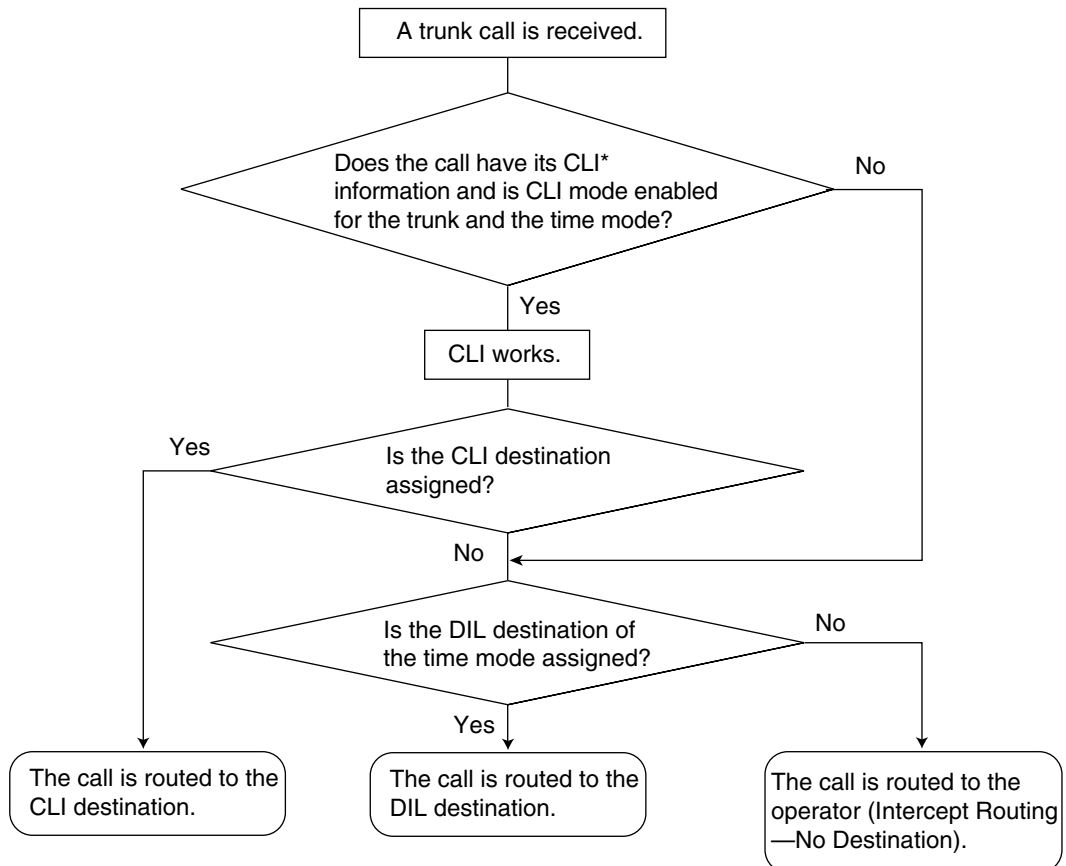 A trunk call is received.
Does the call have its CLI*
information and is CLI mode enabled
for the trunk and the time mode?
No
Yes
CLI works.
Yes
Is the CLI destination
assigned?
No
Is the DIL destination of
the time mode assigned?
No
Yes
The call is routed to the
CLI destination.
The call is routed to the
DIL destination.
The call is routed to the
operator (Intercept Routing
—No Destination).